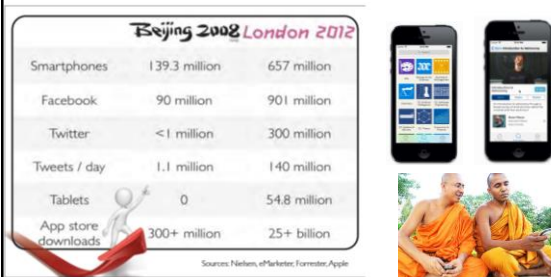 Beijing 2008 London 2012
Smartphones 139.3 million 657 million
Facebook 90 million 901 million
Twitter <1 million 300 million
Tweets / day 1.1 million 140 million
Tablets 0 54.8 million
App store
downloads 300+ million 25+ billion
Sources: Nielsen, eMarketer, Forrester, Apple